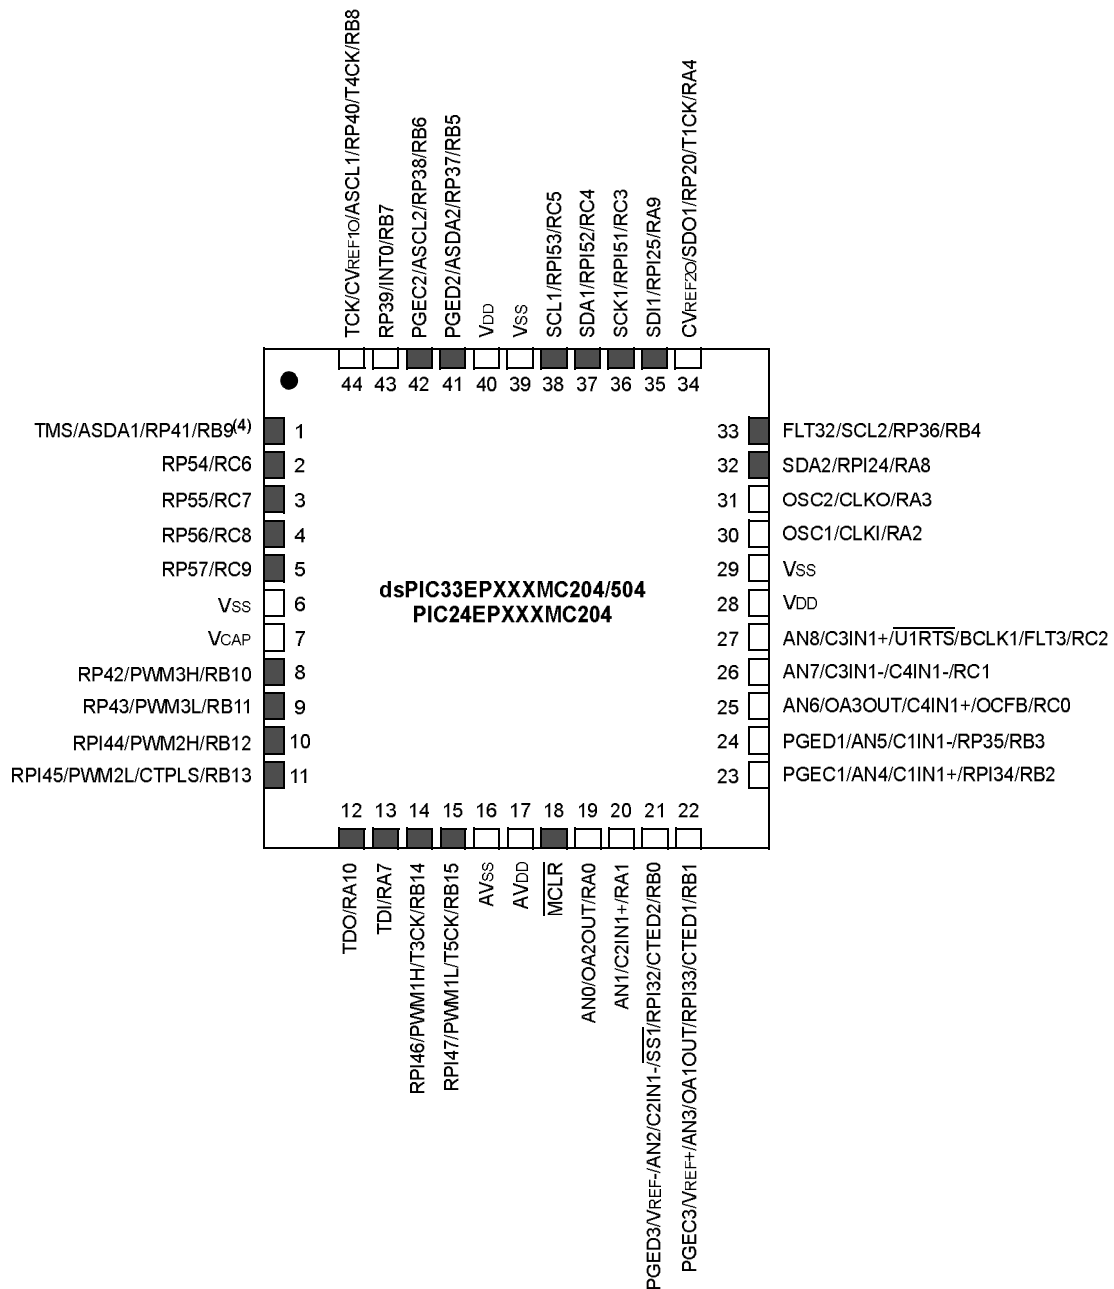 TCK/CVREF1O/ASCL1/RP40/T4CK/RB8
RP39/INT0/RB7
PGEC2/ASCL2/RP38/RB6
PGED2/ASDA2/RP37/RB5
VDD
VSS
SCL1/RPI53/RC5
SDA1/RPI52/RC4
SCK1/RPI51/RC3
SDI1/RPI25/RA9
CVREF2O/SDO1/RP20/T1CK/RA4
44 43 42 41 40 39 38 37 36 35 34
TMS/ASDA1/RP41/RB9(4) 1
RP54/RC6 2
RP55/RC7 3
RP56/RC8 4
RP57/RC9 5
VSS 6
VCAP 7
RP42/PWM3H/RB10 8
RP43/PWM3L/RB11 9
RPI44/PWM2H/RB12 10
RPI45/PWM2L/CTPLS/RB13 11
dsPIC33EPXXXMC204/504
PIC24EPXXXMC204
33 FLT32/SCL2/RP36/RB4
32 SDA2/RPI24/RA8
31 OSC2/CLKO/RA3
30 OSC1/CLKI/RA2
29 VSS
28 VDD
27 AN8/C3IN1+/U1RTS/BCLK1/FLT3/RC2
26 AN7/C3IN1-/C4IN1-/RC1
25 AN6/OA3OUT/C4IN1+/OCFB/RC0
24 PGED1/AN5/C1IN1-/RP35/RB3
23 PGEC1/AN4/C1IN1+/RPI34/RB2
12 13 14 15 16 17 18 19 20 21 22
TDO/RA10
TDI/RA7
RPI46/PWM1H/T3CK/RB14
RPI47/PWM1L/T5CK/RB15
AVSS
AVDD
MCLR
AN0/OA2OUT/RA0
AN1/C2IN1+/RA1
PGED3/VREF-/AN2/C2IN1-/SS1/RPI32/CTED2/RB0
PGEC3/VREF+/AN3/OA1OUT/RPI33/CTED1/RB1